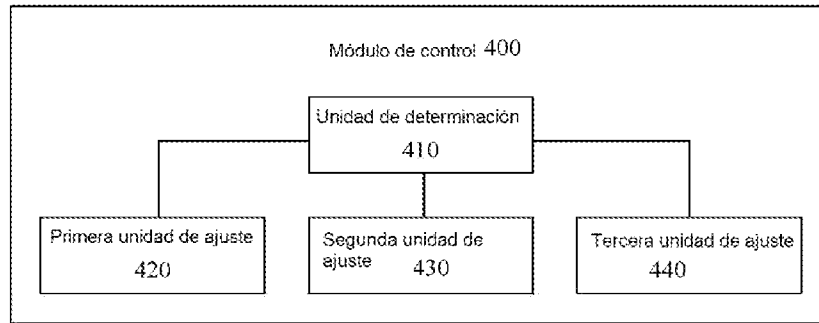 Módulo de control 400
Unidad de determinación
410
Primera unidad de ajuste
420
Segunda unidad de
ajuste 430
Tercera unidad de ajuste
440